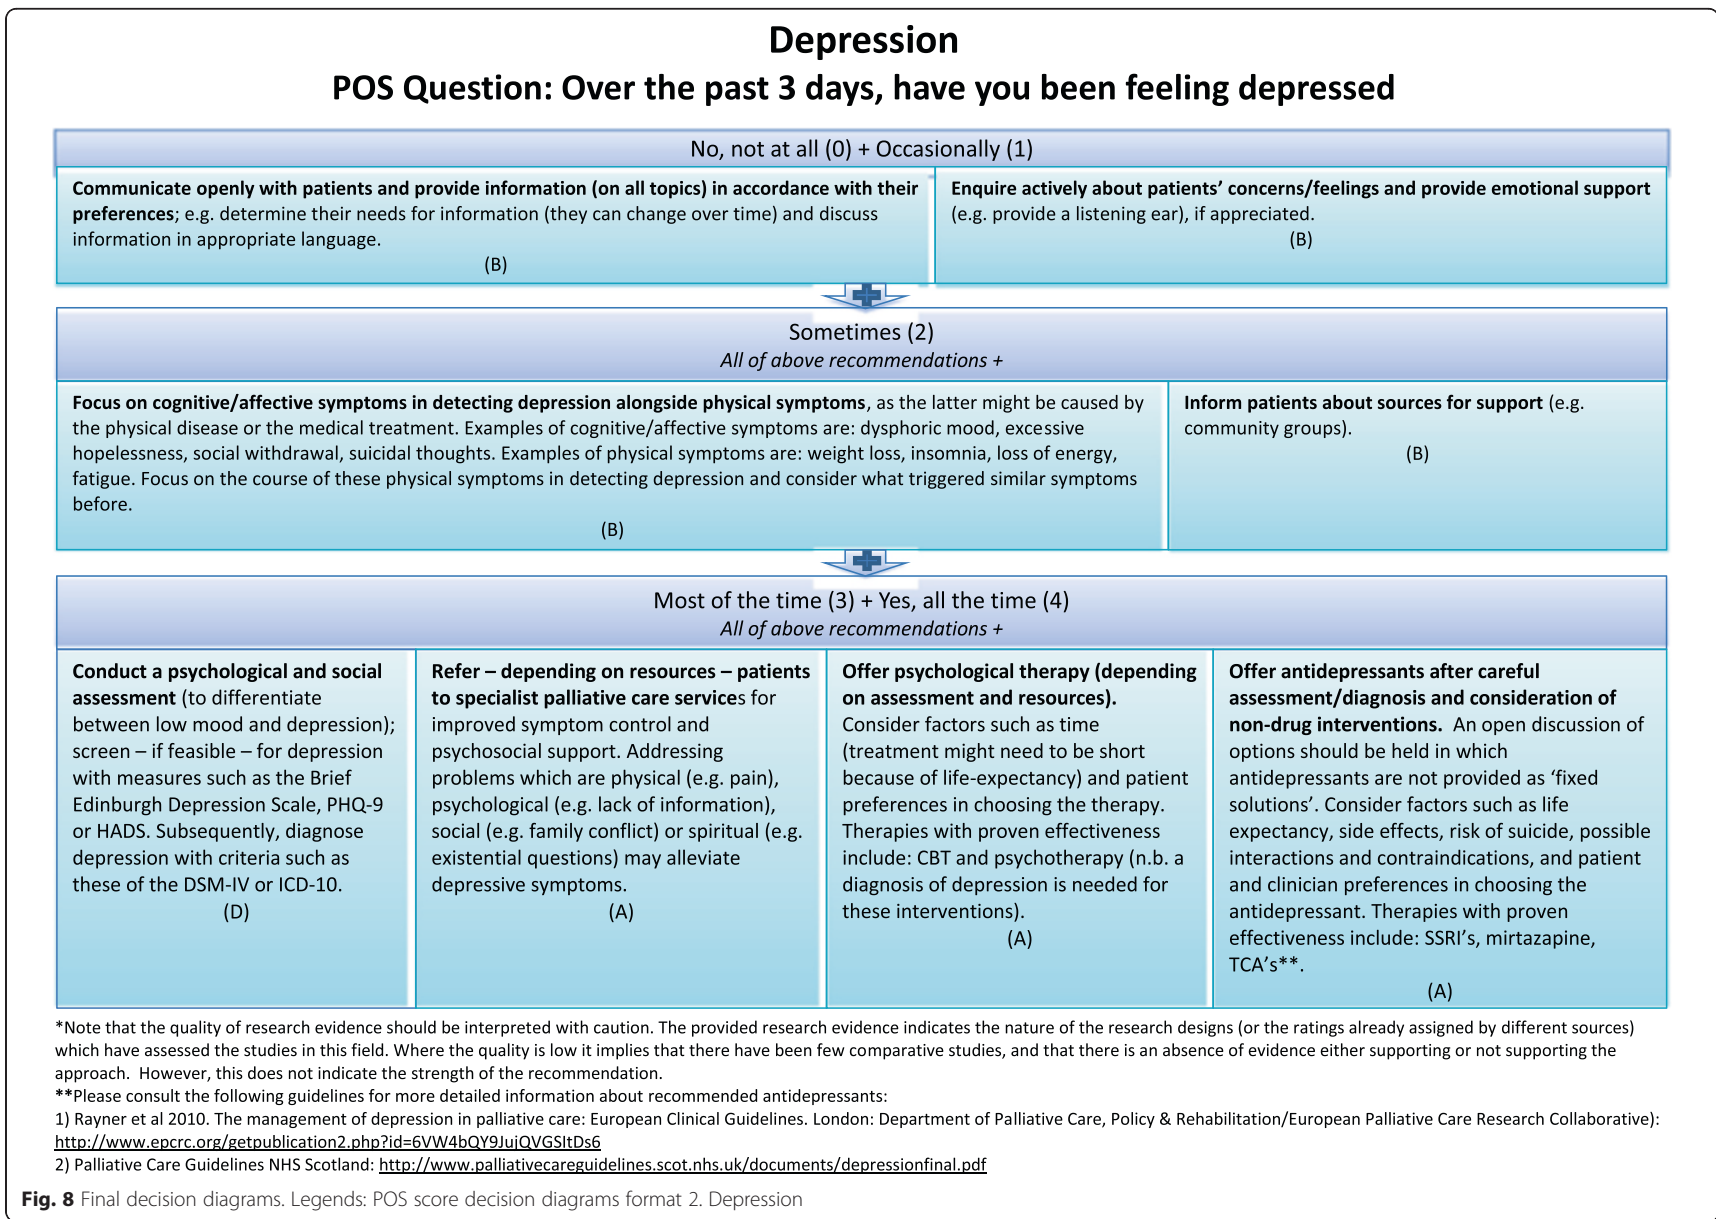 Depression
POS Question: Over the past 3 days, have you been feeling depressed
No, not at all (0) + Occasionally (1)
Communicate openly with patients and provide information (on all topics) in accordance with their
preferences; e.g. determine their needs for information (they can change over time) and discuss
information in appropriate language.
(B)
Enquire actively about patients’ concerns/feelings and provide emotional support
(e.g. provide a listening ear), if appreciated.
(B)
Sometimes (2)
All of above recommendations +
Focus on cognitive/affective symptoms in detecting depression alongside physical symptoms, as the latter might be caused by
the physical disease or the medical treatment. Examples of cognitive/affective symptoms are: dysphoric mood, excessive
hopelessness, social withdrawal, suicidal thoughts. Examples of physical symptoms are: weight loss, insomnia, loss of energy,
fatigue. Focus on the course of these physical symptoms in detecting depression and consider what triggered similar symptoms
before.
(B)
Inform patients about sources for support (e.g.
community groups).
(B)
Most of the time (3) + Yes, all the time (4)
All of above recommendations +
Conduct a psychological and social
assessment (to differentiate
between low mood and depression);
screen – if feasible – for depression
with measures such as the Brief
Edinburgh Depression Scale, PHQ-9
or HADS. Subsequently, diagnose
depression with criteria such as
these of the DSM-IV or ICD-10.
(D)
Refer – depending on resources – patients
to specialist palliative care services for
improved symptom control and
psychosocial support. Addressing
problems which are physical (e.g. pain),
psychological (e.g. lack of information),
social (e.g. family conflict) or spiritual (e.g.
existential questions) may alleviate
depressive symptoms.
(A)
Offer psychological therapy (depending
on assessment and resources).
Consider factors such as time
(treatment might need to be short
because of life-expectancy) and patient
preferences in choosing the therapy.
Therapies with proven effectiveness
include: CBT and psychotherapy (n.b. a
diagnosis of depression is needed for
these interventions).
(A)
Offer antidepressants after careful
assessment/diagnosis and consideration of
non-drug interventions. An open discussion of
options should be held in which
antidepressants are not provided as ‘fixed
solutions’. Consider factors such as life
expectancy, side effects, risk of suicide, possible
interactions and contraindications, and patient
and clinician preferences in choosing the
antidepressant. Therapies with proven
effectiveness include: SSRI’s, mirtazapine,
TCA’s**.
(A)
*Note that the quality of research evidence should be interpreted with caution. The provided research evidence indicates the nature of the research designs (or the ratings already assigned by different sources)
which have assessed the studies in this field. Where the quality is low it implies that there have been few comparative studies, and that there is an absence of evidence either supporting or not supporting the
approach. However, this does not indicate the strength of the recommendation.
**Please consult the following guidelines for more detailed information about recommended antidepressants:
1) Rayner et al 2010. The management of depression in palliative care: European Clinical Guidelines. London: Department of Palliative Care, Policy & Rehabilitation/European Palliative Care Research Collaborative):
http://www.epcrc.org/getpublication2.php?id=6VW4bQY9JujQVGSItDs6
2) Palliative Care Guidelines NHS Scotland: http://www.palliativecareguidelines.scot.nhs.uk/documents/depressionfinal.pdf
Fig. 8 Final decision diagrams. Legends: POS score decision diagrams format 2. Depression